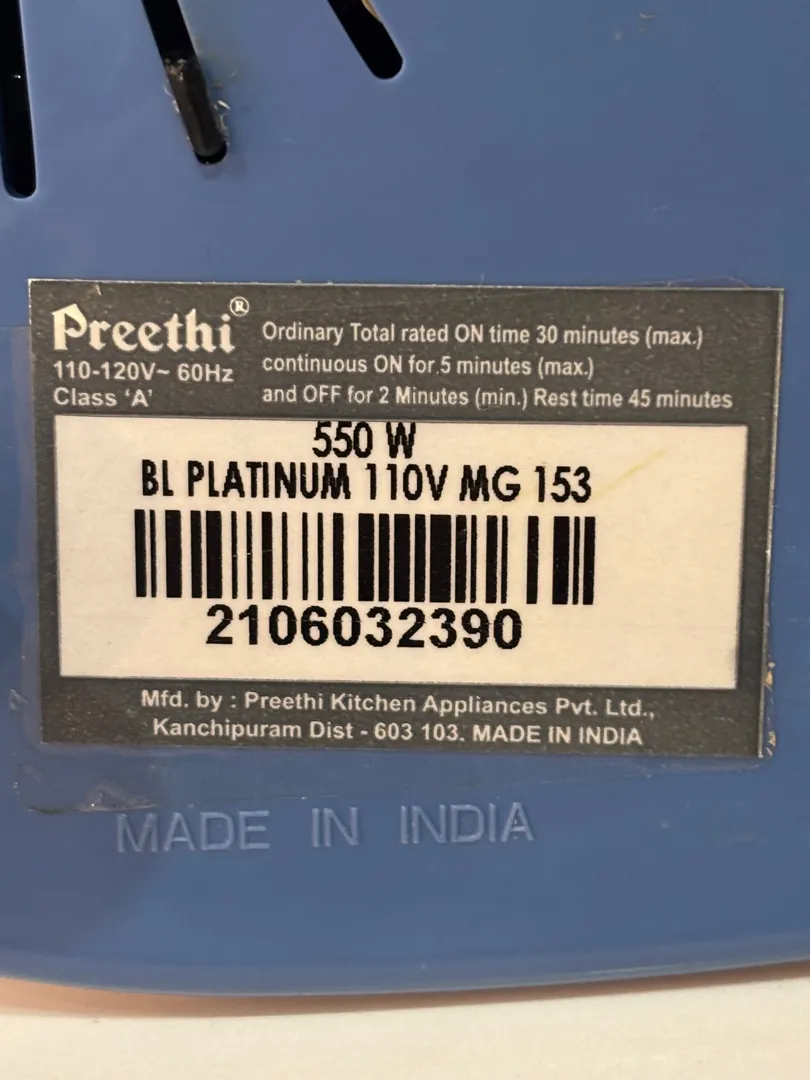 Preethi®
110-120V~ 60Hz
Class ‘A’
Ordinary Total rated ON time 30 minutes (max.)
continuous ON for 5 minutes (max.)
and OFF for 2 Minutes (min.) Rest time 45 minutes
550 W
BL PLATINUM 110V MG 153
2106032390
Mfd. by : Preethi Kitchen Appliances Pvt. Ltd.,
Kanchipuram Dist - 603 103. MADE IN INDIA
MADE IN INDIA